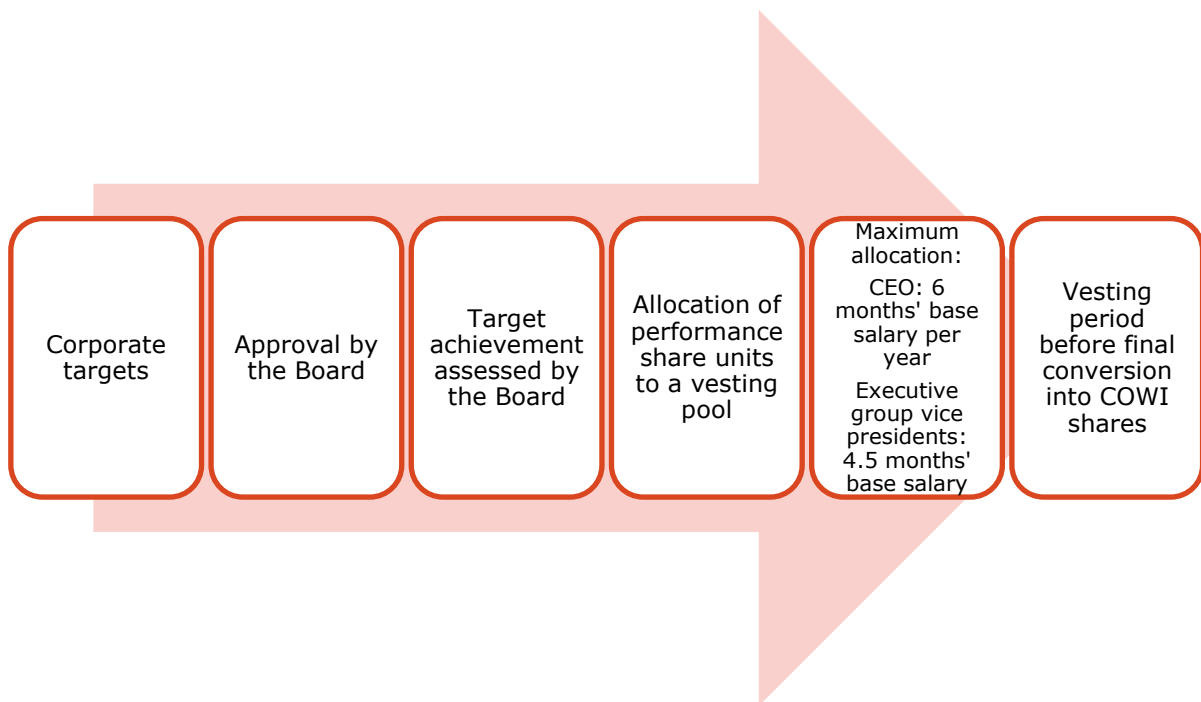 Corporate
targets
Approval by
the Board
Target
achievement
assessed by
the Board
Allocation of
performance
share units
to a vesting
pool
Maximum
allocation:
CEO: 6
months' base
salary per
year
Executive
group vice
presidents:
4.5 months'
base salary
Vesting
period
before final
conversion
into COWI
shares